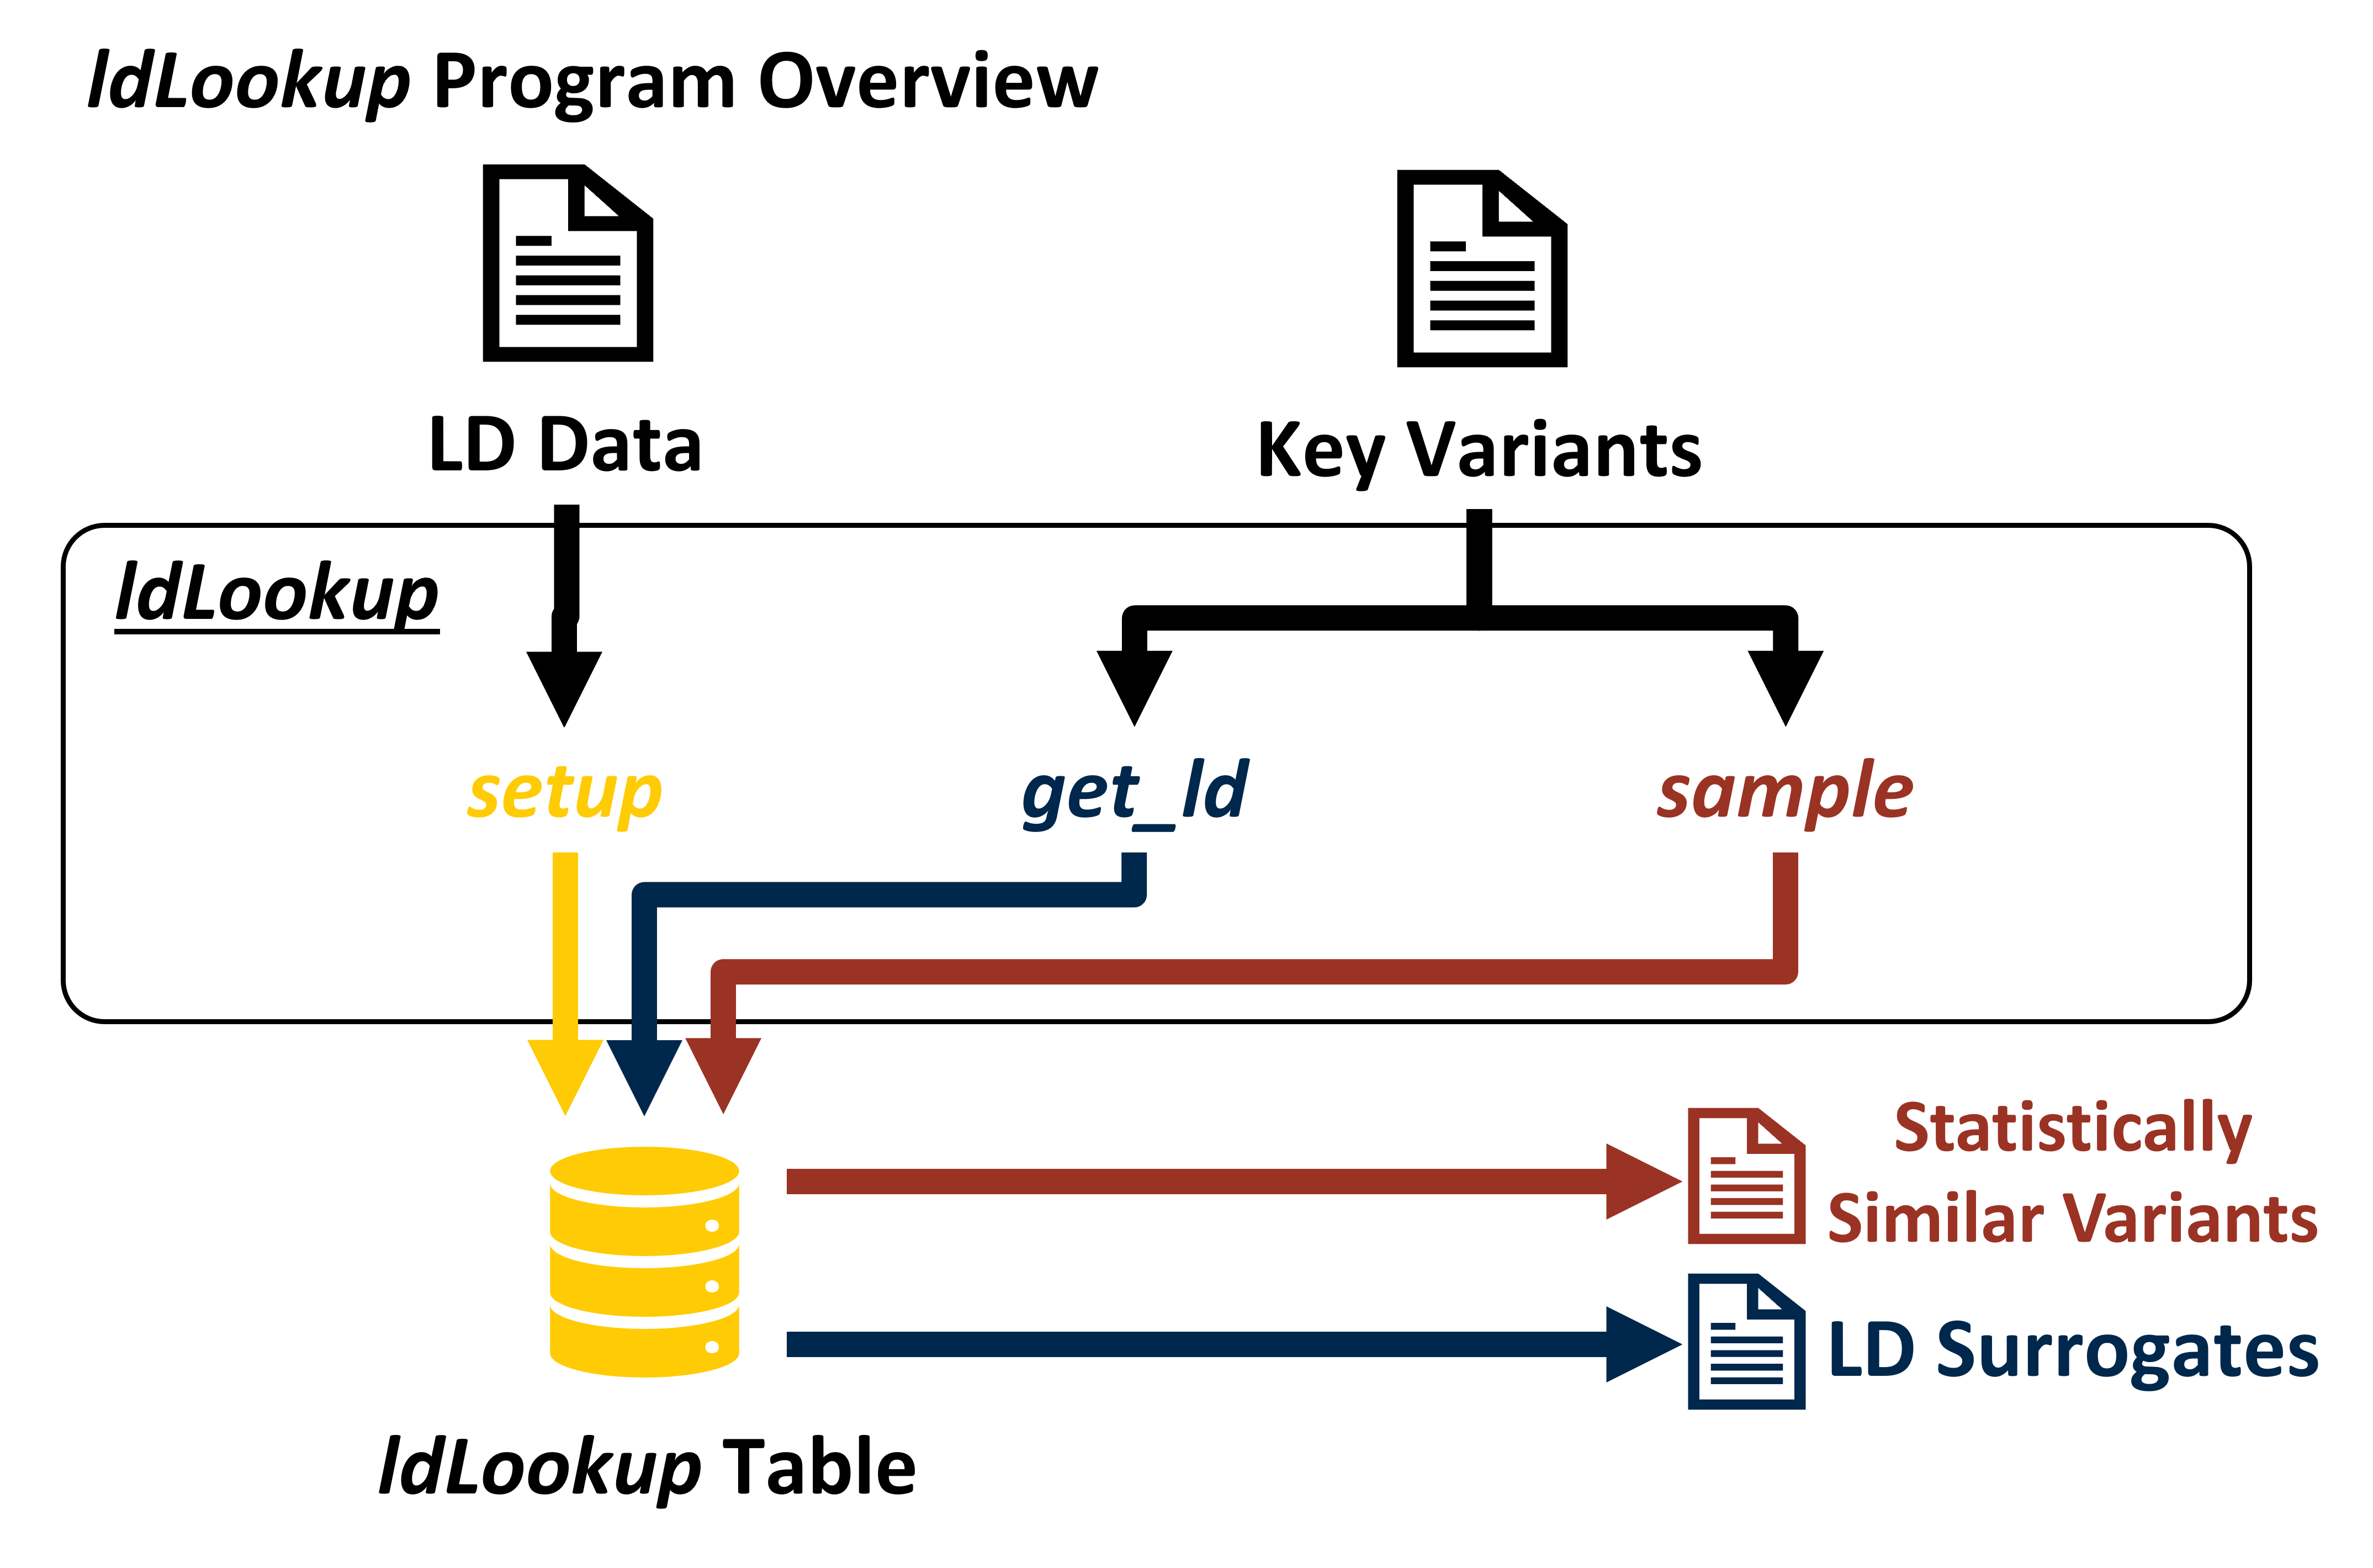 ldLookup Program Overview
LD Data
Key Variants
ldLookup
setup
get_ld
sample
Statistically
Similar Variants
LD Surrogates
ldLookup Table